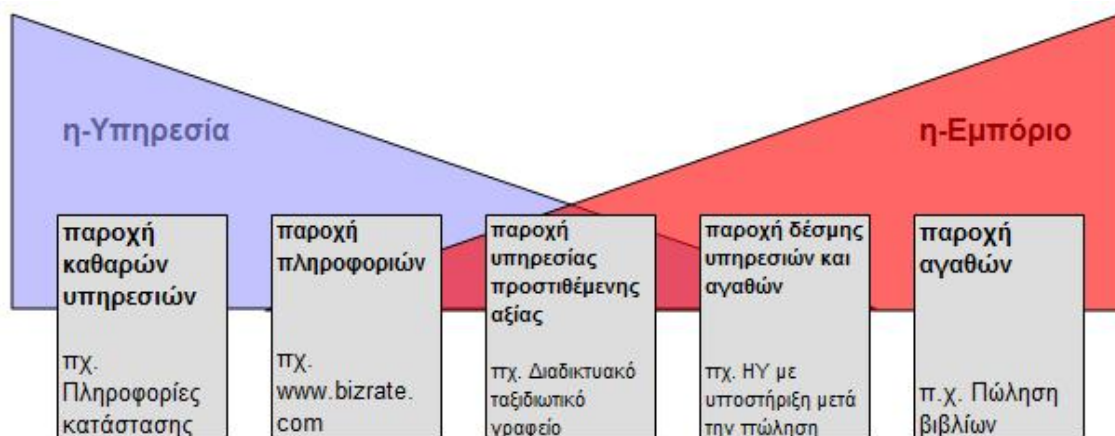 η-Υπηρεσία
η-Εμπόριο
παροχή
καθαρών
υπηρεσιών
πχ.
Πληροφορίες
κατάστασης
παροχή
πληροφοριών
πχ.
www.bizrate.
com
παροχή
υπηρεσίας
προστιθέμενης
αξίας
πχ. Διαδικτυακό
ταξιδιωτικό
γραφείο
παροχή δέσμης
υπηρεσιών και
αγαθών
πχ. ΗΥ με
υποστήριξη μετά
την πώληση
παροχή
αγαθών
π.χ. Πώληση
βιβλίων